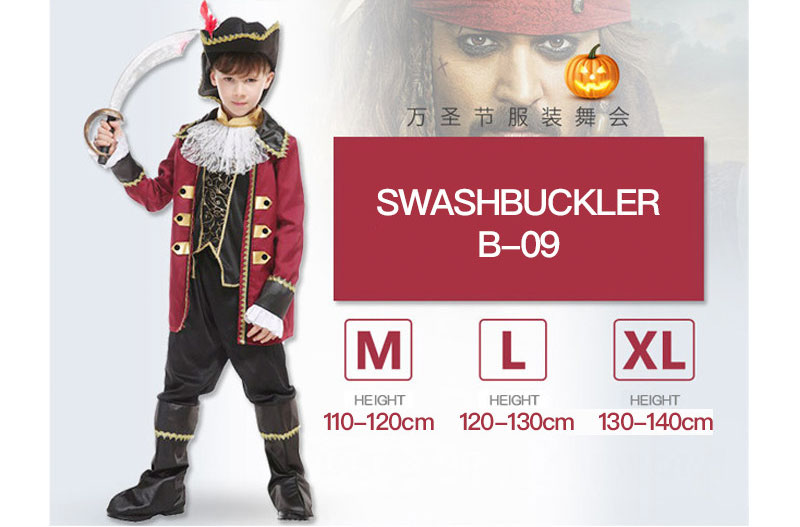 万圣节服装舞会
SWASHBUCKLER
B-09
M L XL
HEIGHT HEIGHT HEIGHT
110-120cm 120-130cm 130-140cm